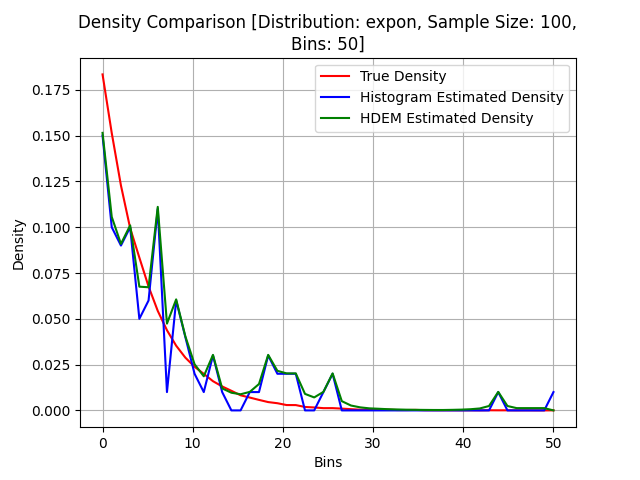 Density Comparison [Distribution: expon, Sample Size: 100,
Bins: 50]
True Density
Histogram Estimated Density
HDEM Estimated Density
Density
0.175
0.150
0.125
0.100
0.075
0.050
0.025
0.000
0 10 20 30 40 50
Bins